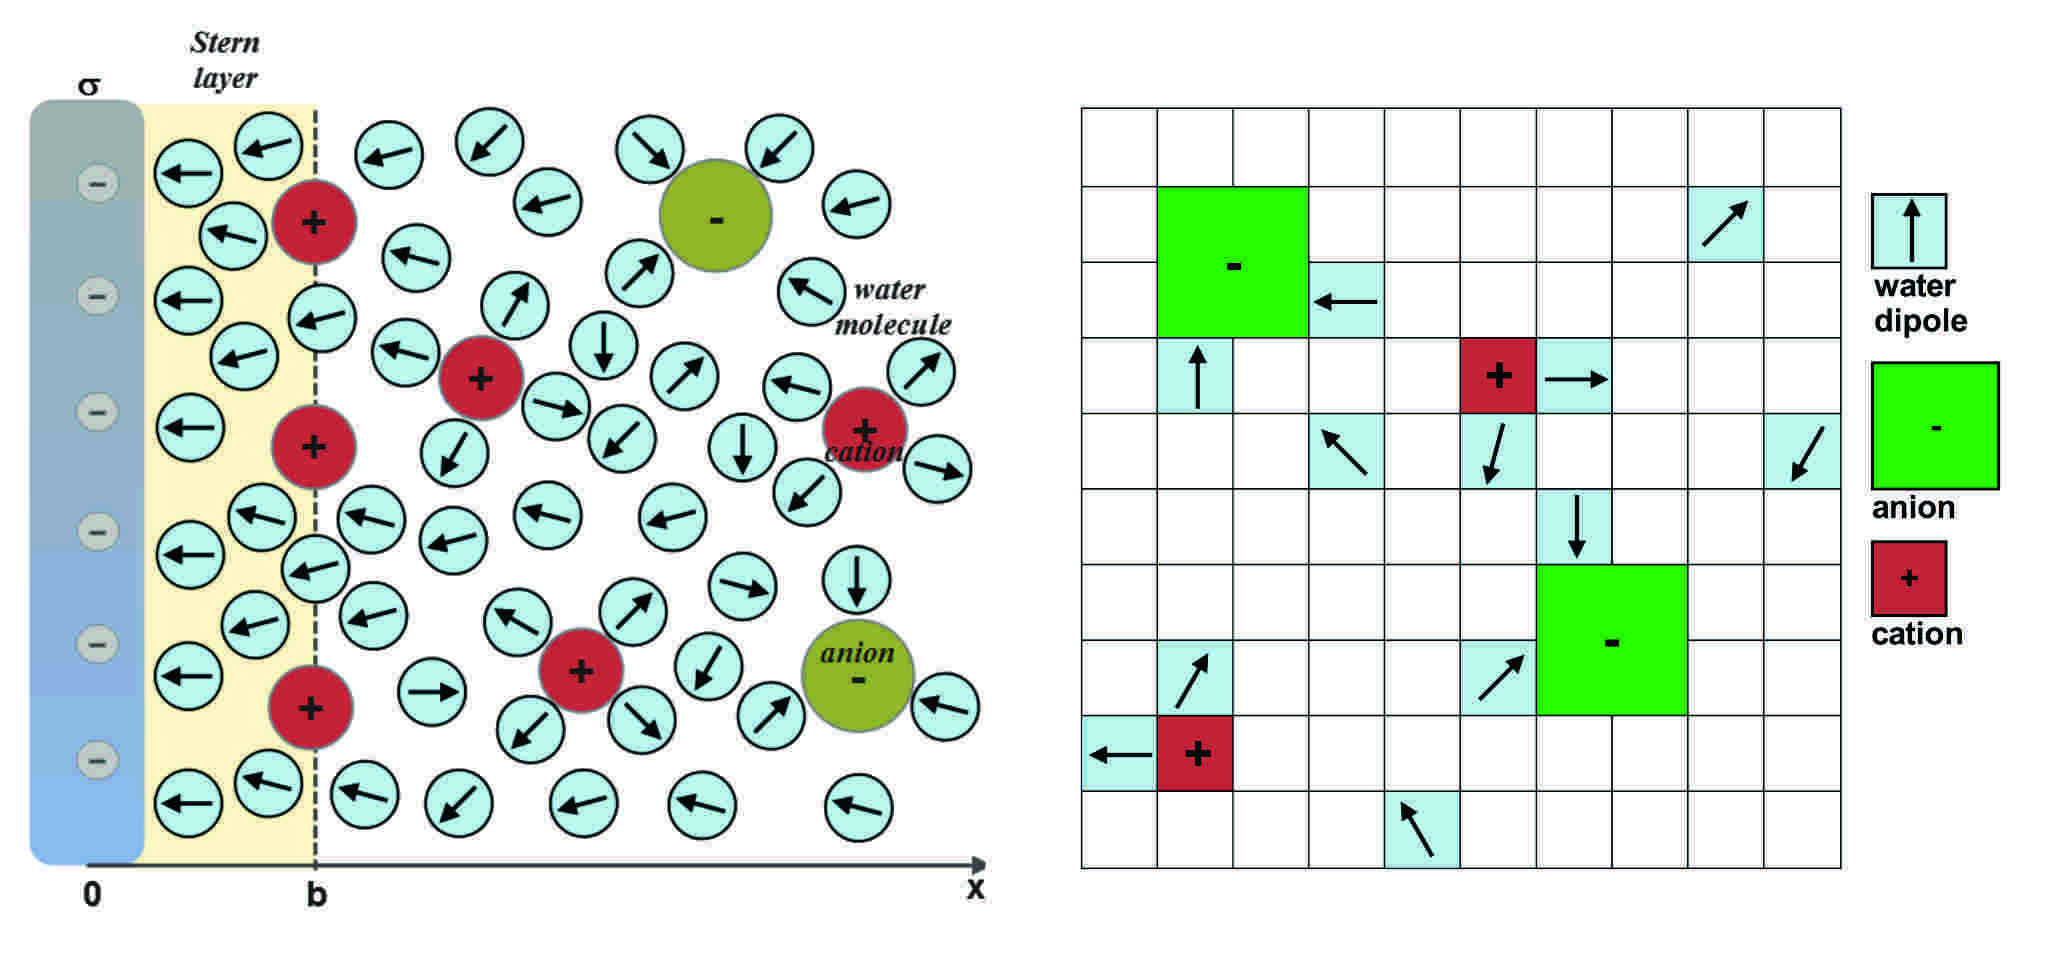 Stern
layer
σ
−
−
−
−
−
−
+
+
+
-
+
water
molecule
+
cation
+
anion
-
0
b
x
-
+
-
+
water
dipole
-
anion
+
cation